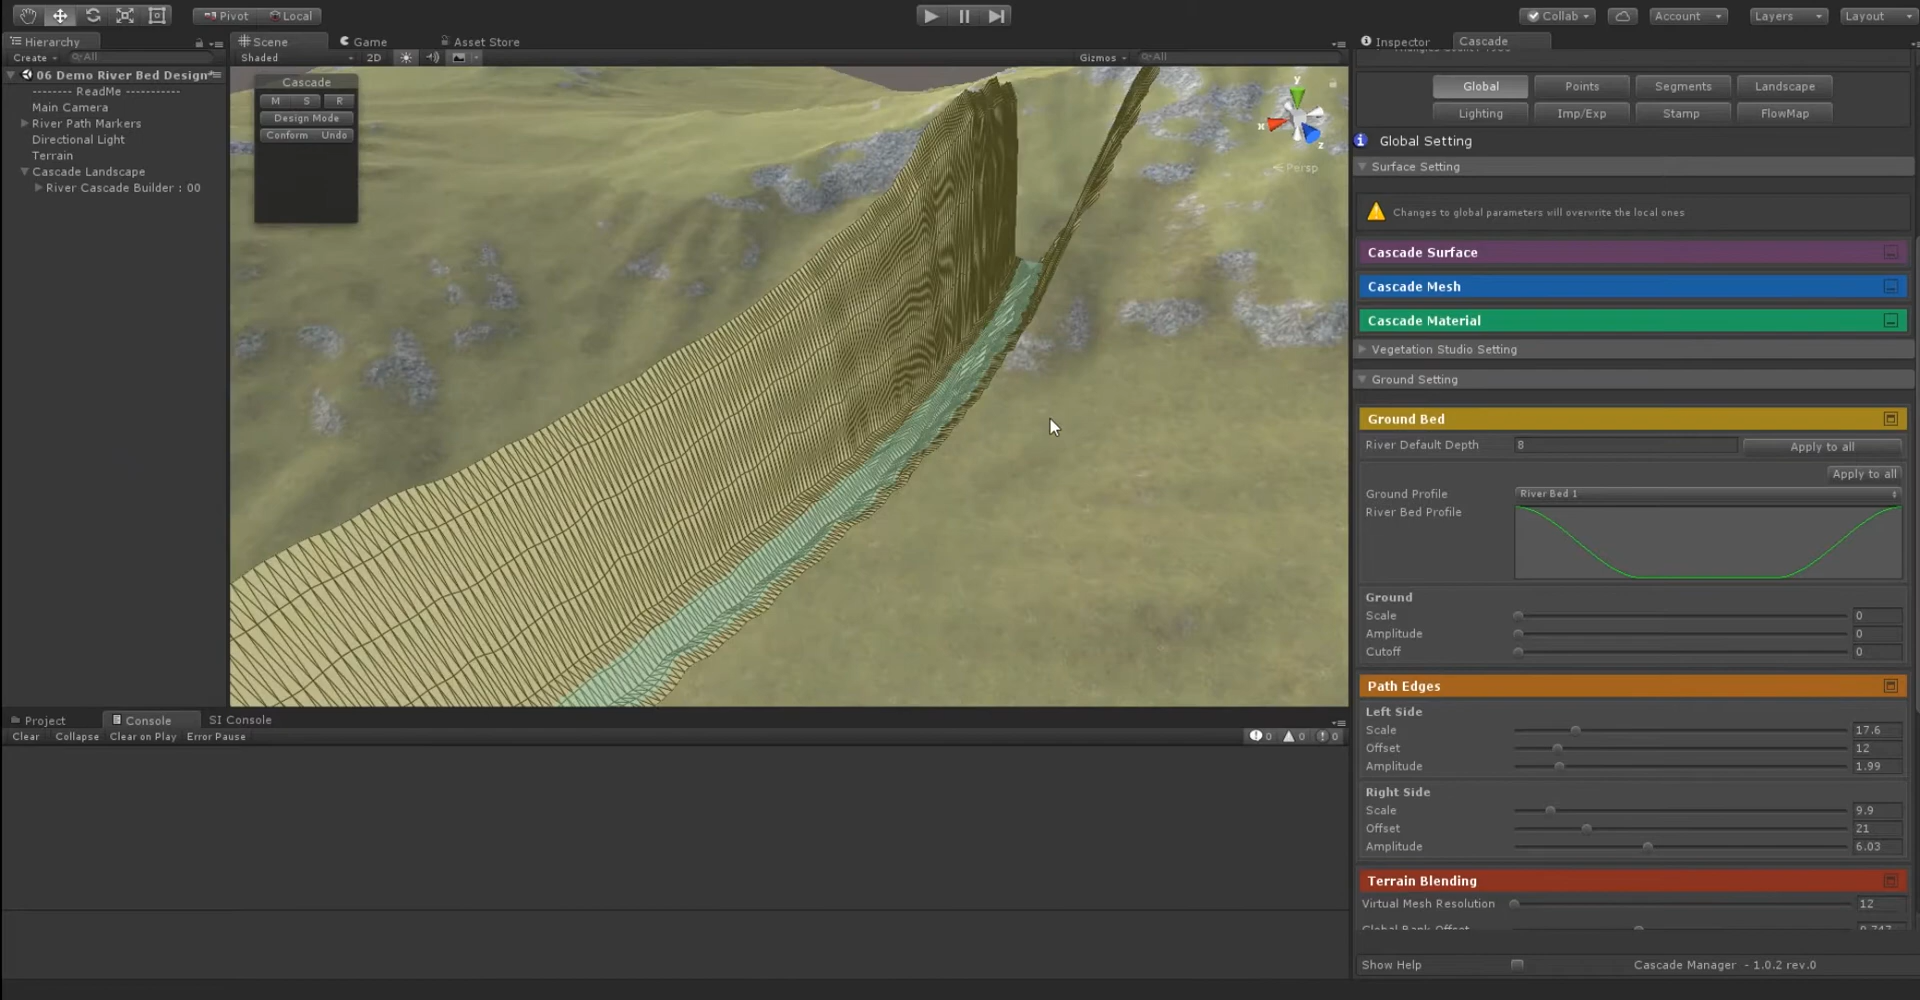 Pivot Local Collab Account Layers Layout
Hierarchy Scene Game Asset Store Inspector Cascade
Create All Shaded 2D Gizmos All
06 Demo River Bed Design
-------- ReadMe -----------
Main Camera
River Path Markers
Directional Light
Terrain
Cascade Landscape
River Cascade Builder : 00
Cascade
M S R
Design Mode
Conform Undo
y
x
z
Persp
Global Points Segments Landscape
Lighting Imp/Exp Stamp FlowMap
Global Setting
Surface Setting
Changes to global parameters will overwrite the local ones
Cascade Surface
Cascade Mesh
Cascade Material
Vegetation Studio Setting
Ground Setting
Ground Bed
River Default Depth 8 Apply to all
Apply to all
Ground Profile River Bed 1
River Bed Profile
Ground
Scale 0
Amplitude 0
Cutoff 0
Path Edges
Left Side
Scale 17.6
Offset 12
Amplitude 1.99
Right Side
Scale 9.9
Offset 21
Amplitude 6.03
Terrain Blending
Virtual Mesh Resolution 12
Global Bank Offset
Show Help Cascade Manager - 1.0.2 rev.0
Project Console SI Console
Clear Collapse Clear on Play Error Pause 0 0 0